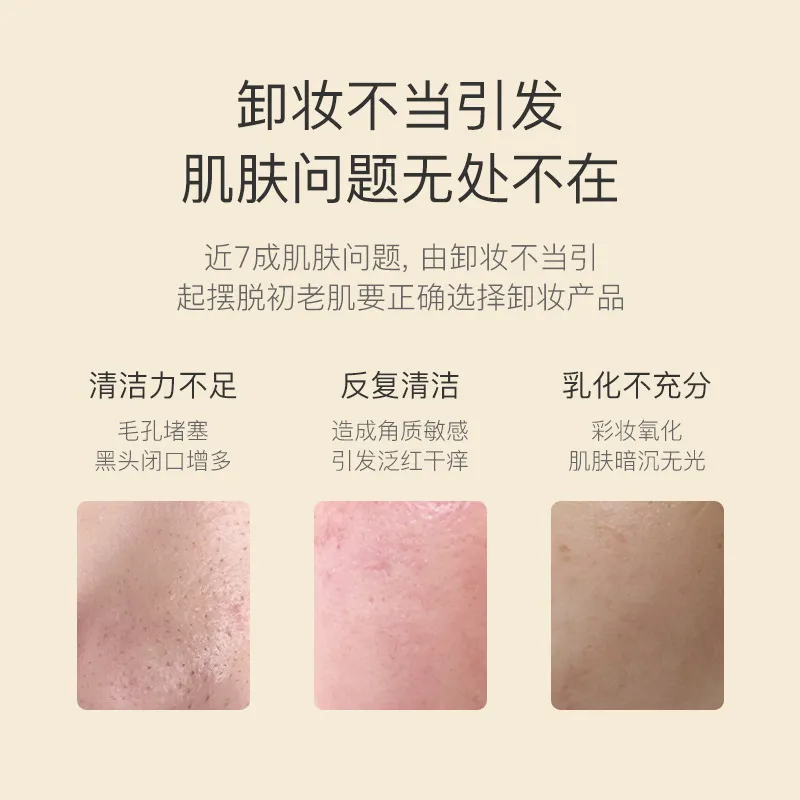 卸妆不当引发
肌肤问题无处不在
近7成肌肤问题, 由卸妆不当引
起摆脱初老肌要正确选择卸妆产品
清洁力不足
毛孔堵塞
黑头闭口增多
反复清洁
造成角质敏感
引发泛红干痒
乳化不充分
彩妆氧化
肌肤暗沉无光